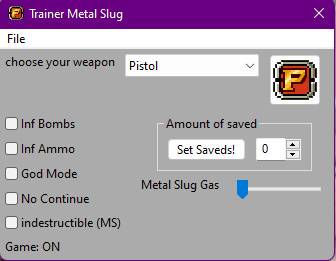 Trainer Metal Slug
File
choose your weapon
Pistol
P
Inf Bombs
Inf Ammo
God Mode
No Continue
indestructible (MS)
Amount of saved
Set Saveds!
0
Metal Slug Gas
Game: ON